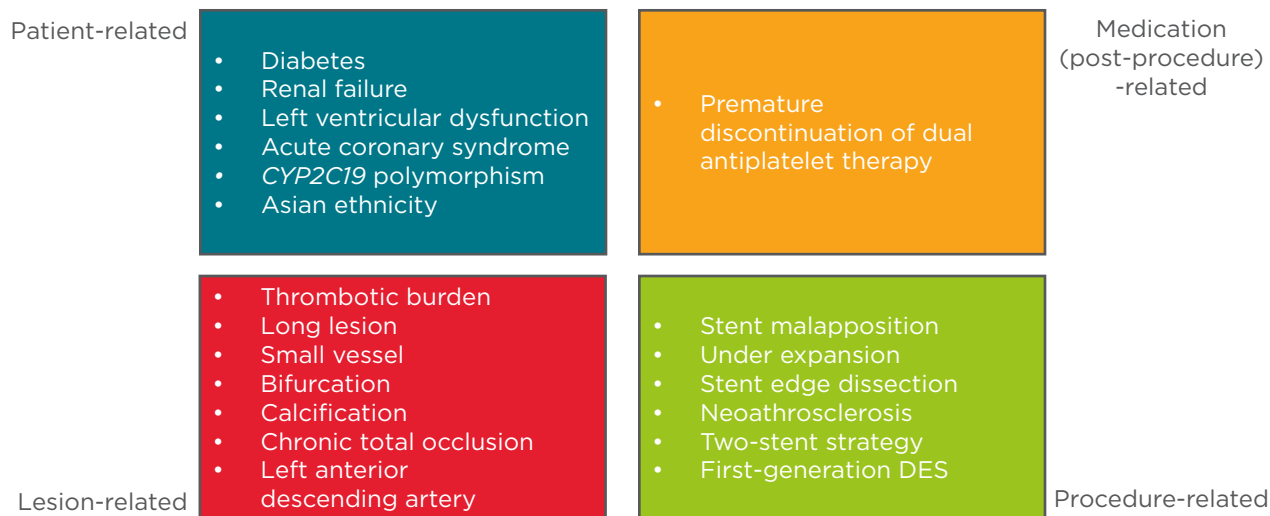 Patient-related
• Diabetes
• Renal failure
• Left ventricular dysfunction
• Acute coronary syndrome
• CYP2C19 polymorphism
• Asian ethnicity
Medication
(post-procedure)
-related
• Premature
discontinuation of dual
antiplatelet therapy
Lesion-related
• Thrombotic burden
• Long lesion
• Small vessel
• Bifurcation
• Calcification
• Chronic total occlusion
• Left anterior
descending artery
Procedure-related
• Stent malapposition
• Under expansion
• Stent edge dissection
• Neoathrosclerosis
• Two-stent strategy
• First-generation DES